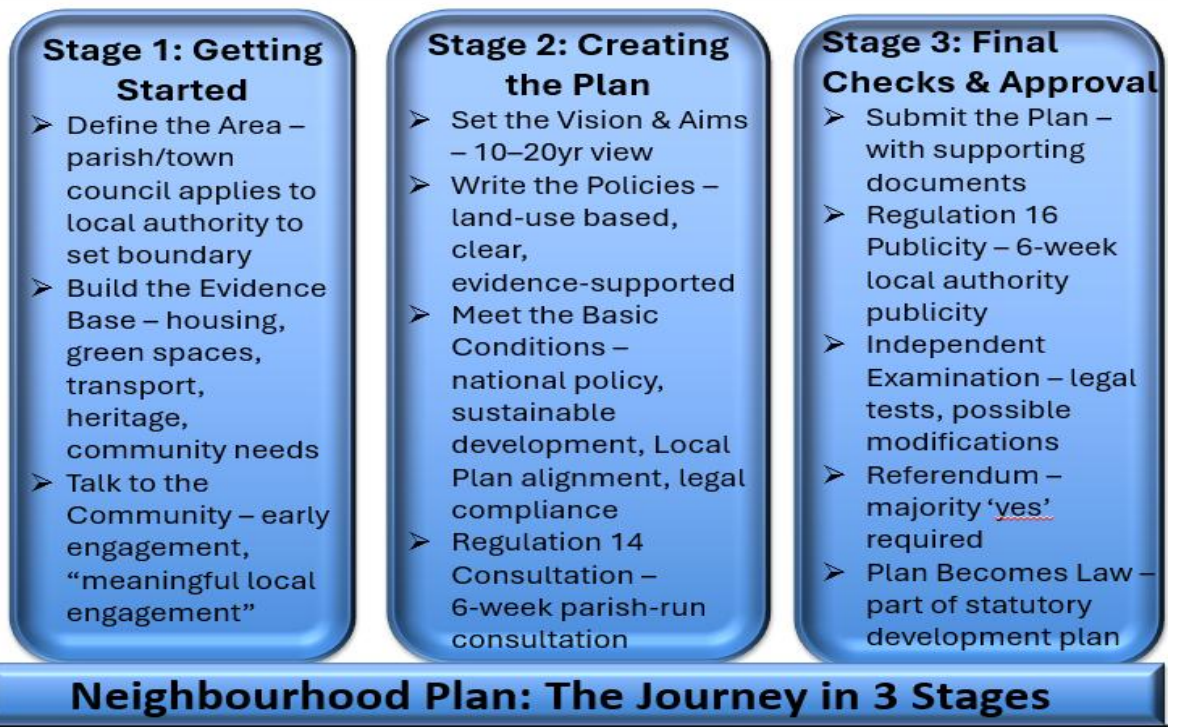 Stage 1: Getting
Started
➢ Define the Area –
parish/town
council applies to
local authority to
set boundary
➢ Build the Evidence
Base – housing,
green spaces,
transport,
heritage,
community needs
➢ Talk to the
Community – early
engagement,
“meaningful local
engagement”
Stage 2: Creating
the Plan
➢ Set the Vision & Aims
– 10–20yr view
➢ Write the Policies –
land-use based,
clear,
evidence-supported
➢ Meet the Basic
Conditions –
national policy,
sustainable
development, Local
Plan alignment, legal
compliance
➢ Regulation 14
Consultation –
6-week parish-run
consultation
Stage 3: Final
Checks & Approval
➢ Submit the Plan –
with supporting
documents
➢ Regulation 16
Publicity – 6-week
local authority
publicity
➢ Independent
Examination – legal
tests, possible
modifications
➢ Referendum –
majority ‘yes’
required
➢ Plan Becomes Law –
part of statutory
development plan
Neighbourhood Plan: The Journey in 3 Stages